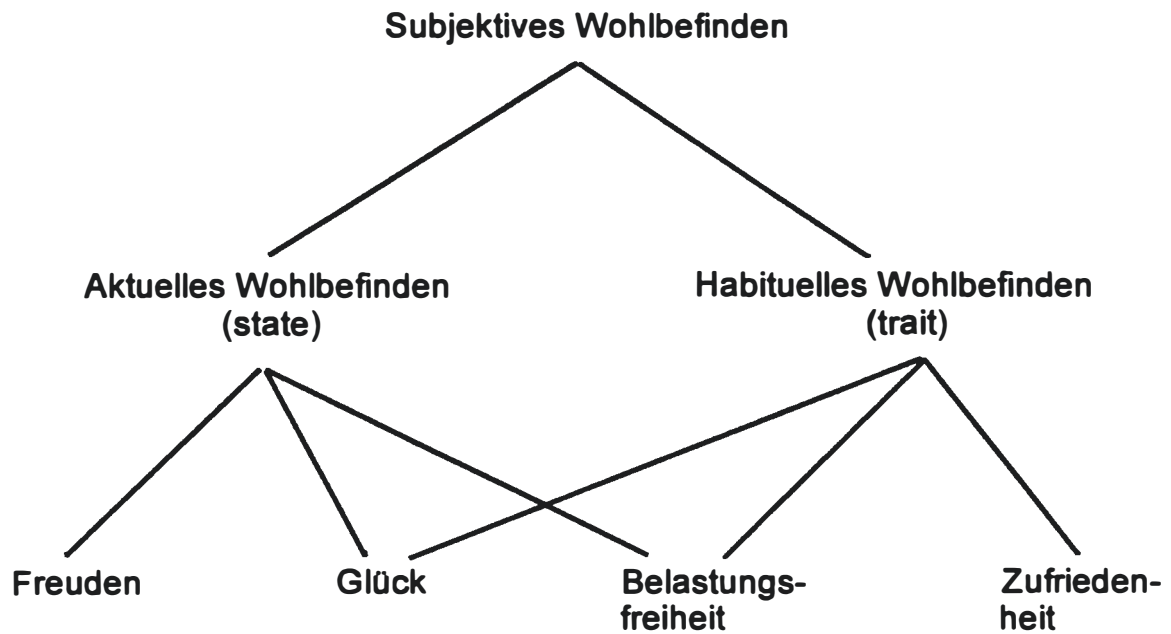 Subjektives Wohlbefinden
Aktuelles Wohlbefinden
(state)
Habituelles Wohlbefinden
(trait)
Freuden
Glück
Belastungs-
freiheit
Zufrieden-
heit